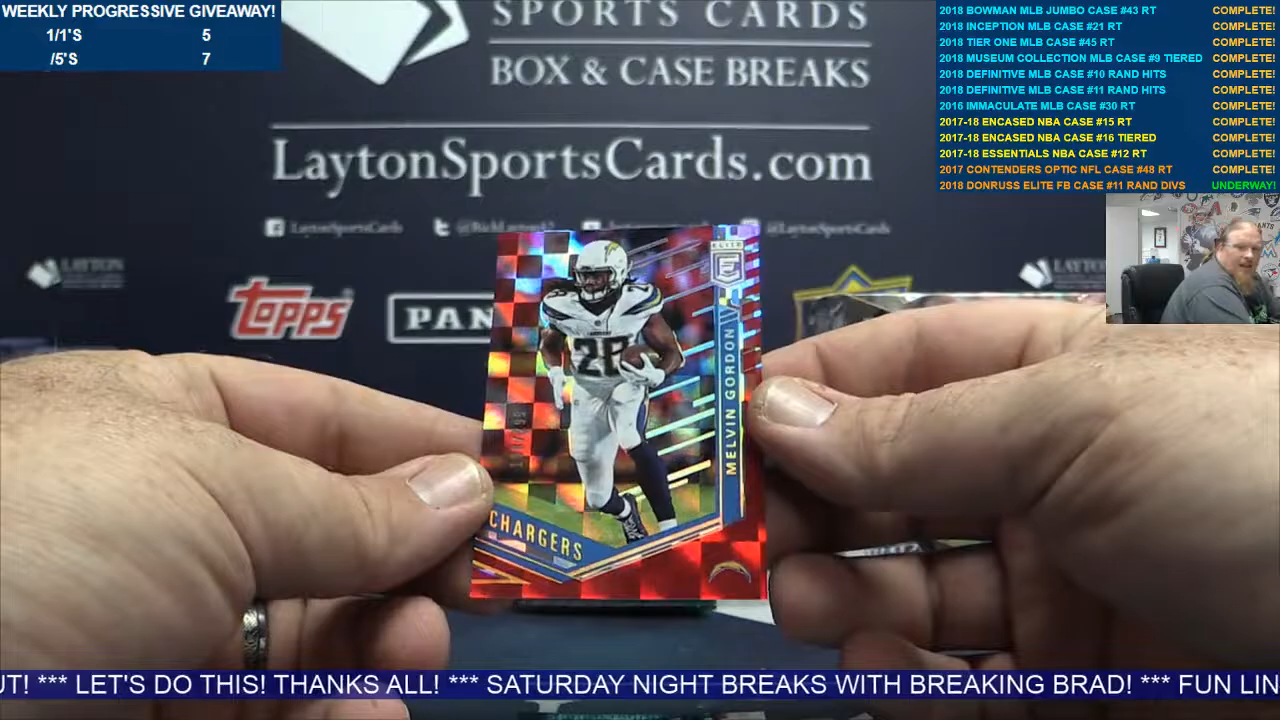 WEEKLY PROGRESSIVE GIVEAWAY!
1/1'S 5
/5'S 7
SPORTS CARDS
BOX & CASE BREAKS
LaytonSportsCards.com
LaytonSportsCards
@LaytonSportsCards
LAYTON
TOPPS
PAN
2018 BOWMAN MLB JUMBO CASE #43 RT COMPLETE!
2018 INCEPTION MLB CASE #21 RT COMPLETE!
2018 TIER ONE MLB CASE #45 RT COMPLETE!
2018 MUSEUM COLLECTION MLB CASE #9 TIERED COMPLETE!
2018 DEFINITIVE MLB CASE #10 RAND HITS COMPLETE!
2018 DEFINITIVE MLB CASE #11 RAND HITS COMPLETE!
2016 IMMACULATE MLB CASE #30 RT COMPLETE!
2017-18 ENCASED NBA CASE #15 RT COMPLETE!
2017-18 ENCASED NBA CASE #16 TIERED COMPLETE!
2017-18 ESSENTIALS NBA CASE #12 RT COMPLETE!
2017 CONTENDERS OPTIC NFL CASE #48 RT COMPLETE!
2018 DONRUSS ELITE FB CASE #11 RAND DIVS UNDERWAY!
ELITE
E
28
MELVIN GORDON
CHARGERS
UT! *** LET'S DO THIS! THANKS ALL! *** SATURDAY NIGHT BREAKS WITH BREAKING BRAD! *** FUN LIN